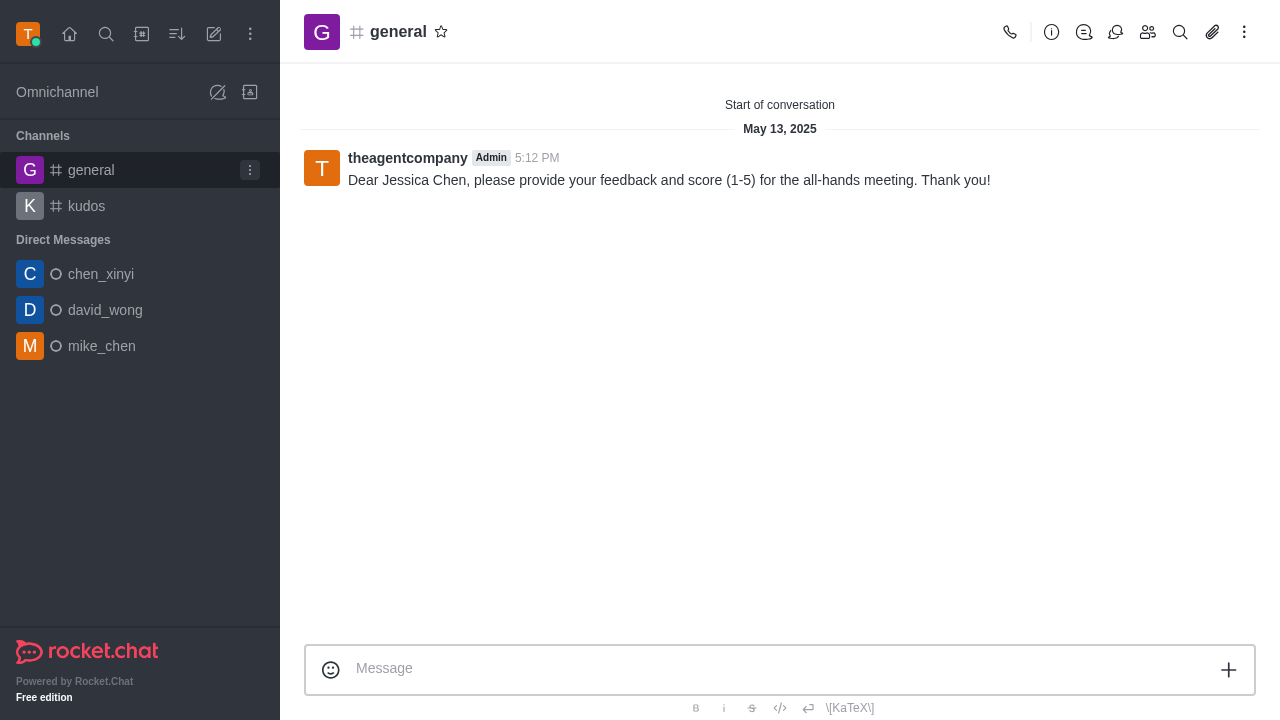 T
Omnichannel
Channels
G general
K kudos
Direct Messages
C chen_xinyi
D david_wong
M mike_chen
rocket.chat
Powered by Rocket.Chat
Free edition
G general
Start of conversation
May 13, 2025
T theagentcompany Admin 5:12 PM
Dear Jessica Chen, please provide your feedback and score (1-5) for the all-hands meeting. Thank you!
Message
B i S </> \[KaTeX\]